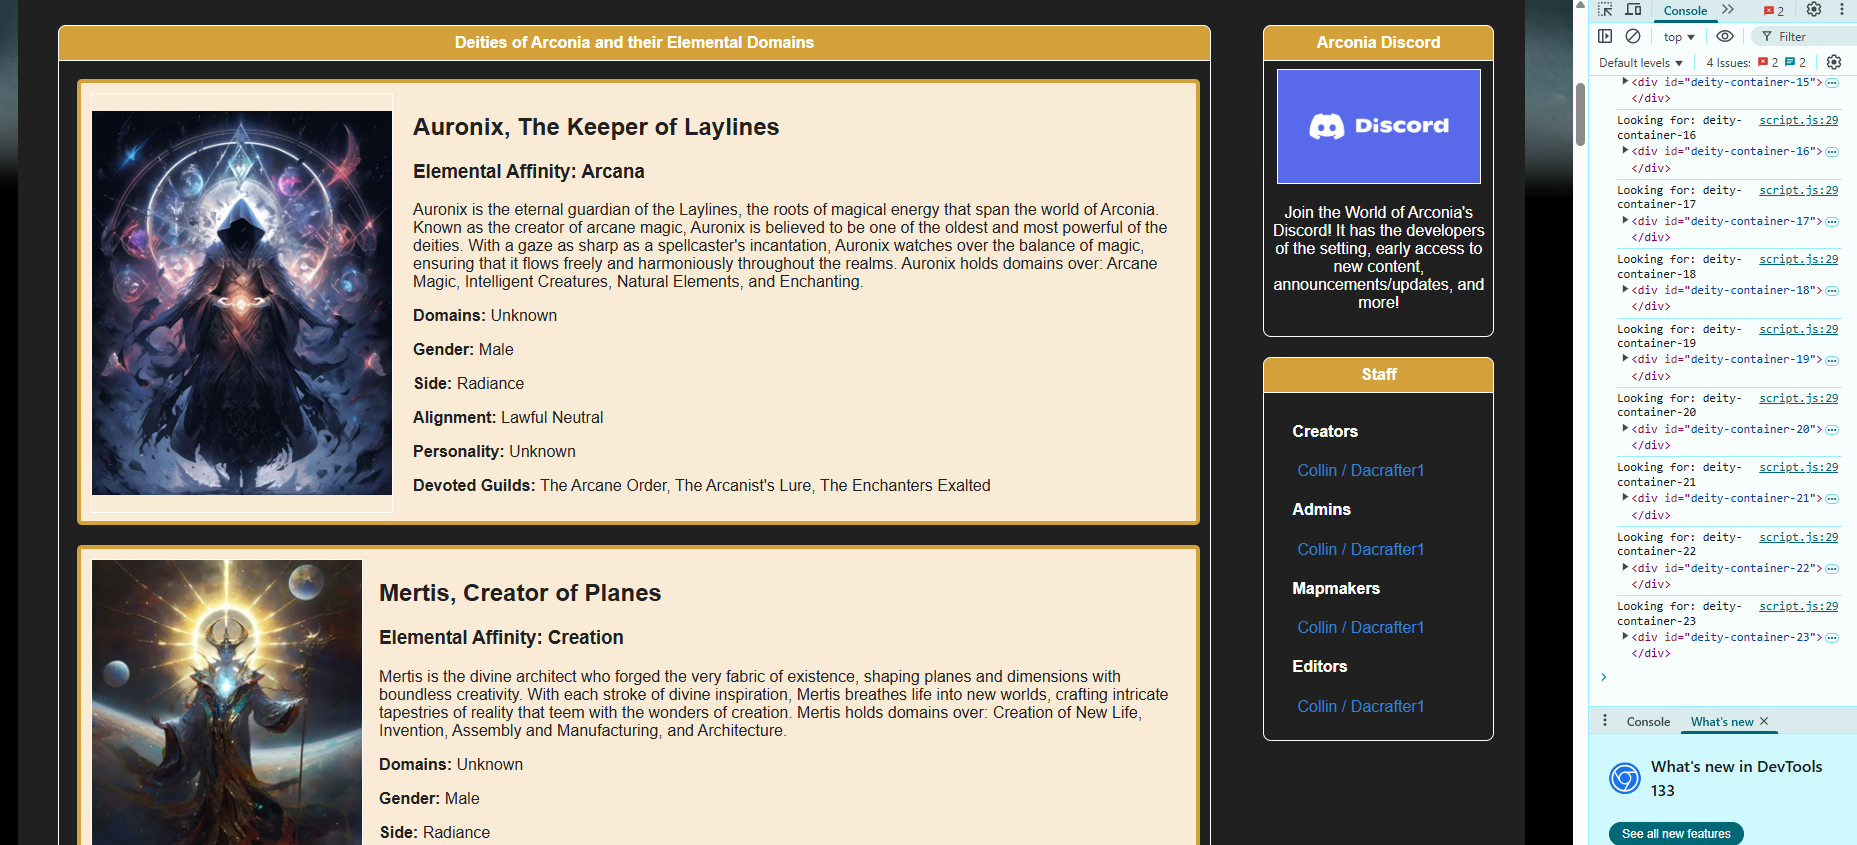 Deities of Arconia and their Elemental Domains
Auronix, The Keeper of Laylines
Elemental Affinity: Arcana
Auronix is the eternal guardian of the Laylines, the roots of magical energy that span the world of Arconia.
Known as the creator of arcane magic, Auronix is believed to be one of the oldest and most powerful of the
deities. With a gaze as sharp as a spellcaster's incantation, Auronix watches over the balance of magic,
ensuring that it flows freely and harmoniously throughout the realms. Auronix holds domains over: Arcane
Magic, Intelligent Creatures, Natural Elements, and Enchanting.
Domains: Unknown
Gender: Male
Side: Radiance
Alignment: Lawful Neutral
Personality: Unknown
Devoted Guilds: The Arcane Order, The Arcanist's Lure, The Enchanters Exalted
Mertis, Creator of Planes
Elemental Affinity: Creation
Mertis is the divine architect who forged the very fabric of existence, shaping planes and dimensions with
boundless creativity. With each stroke of divine inspiration, Mertis breathes life into new worlds, crafting intricate
tapestries of reality that teem with the wonders of creation. Mertis holds domains over: Creation of New Life,
Invention, Assembly and Manufacturing, and Architecture.
Domains: Unknown
Gender: Male
Side: Radiance
Arconia Discord
Discord
Join the World of Arconia's
Discord! It has the developers
of the setting, early access to
new content,
announcements/updates, and
more!
Staff
Creators
Collin / Dacrafter1
Admins
Collin / Dacrafter1
Mapmakers
Collin / Dacrafter1
Editors
Collin / Dacrafter1
Console 2
top Filter
Default levels 4 Issues: 2 2
<div id="deity-container-15">
</div>
Looking for: deity- script.js:29
container-16
<div id="deity-container-16">
</div>
Looking for: deity- script.js:29
container-17
<div id="deity-container-17">
</div>
Looking for: deity- script.js:29
container-18
<div id="deity-container-18">
</div>
Looking for: deity- script.js:29
container-19
<div id="deity-container-19">
</div>
Looking for: deity- script.js:29
container-20
<div id="deity-container-20">
</div>
Looking for: deity- script.js:29
container-21
<div id="deity-container-21">
</div>
Looking for: deity- script.js:29
container-22
<div id="deity-container-22">
</div>
Looking for: deity- script.js:29
container-23
<div id="deity-container-23">
</div>
Console What's new
What's new in DevTools
133
See all new features